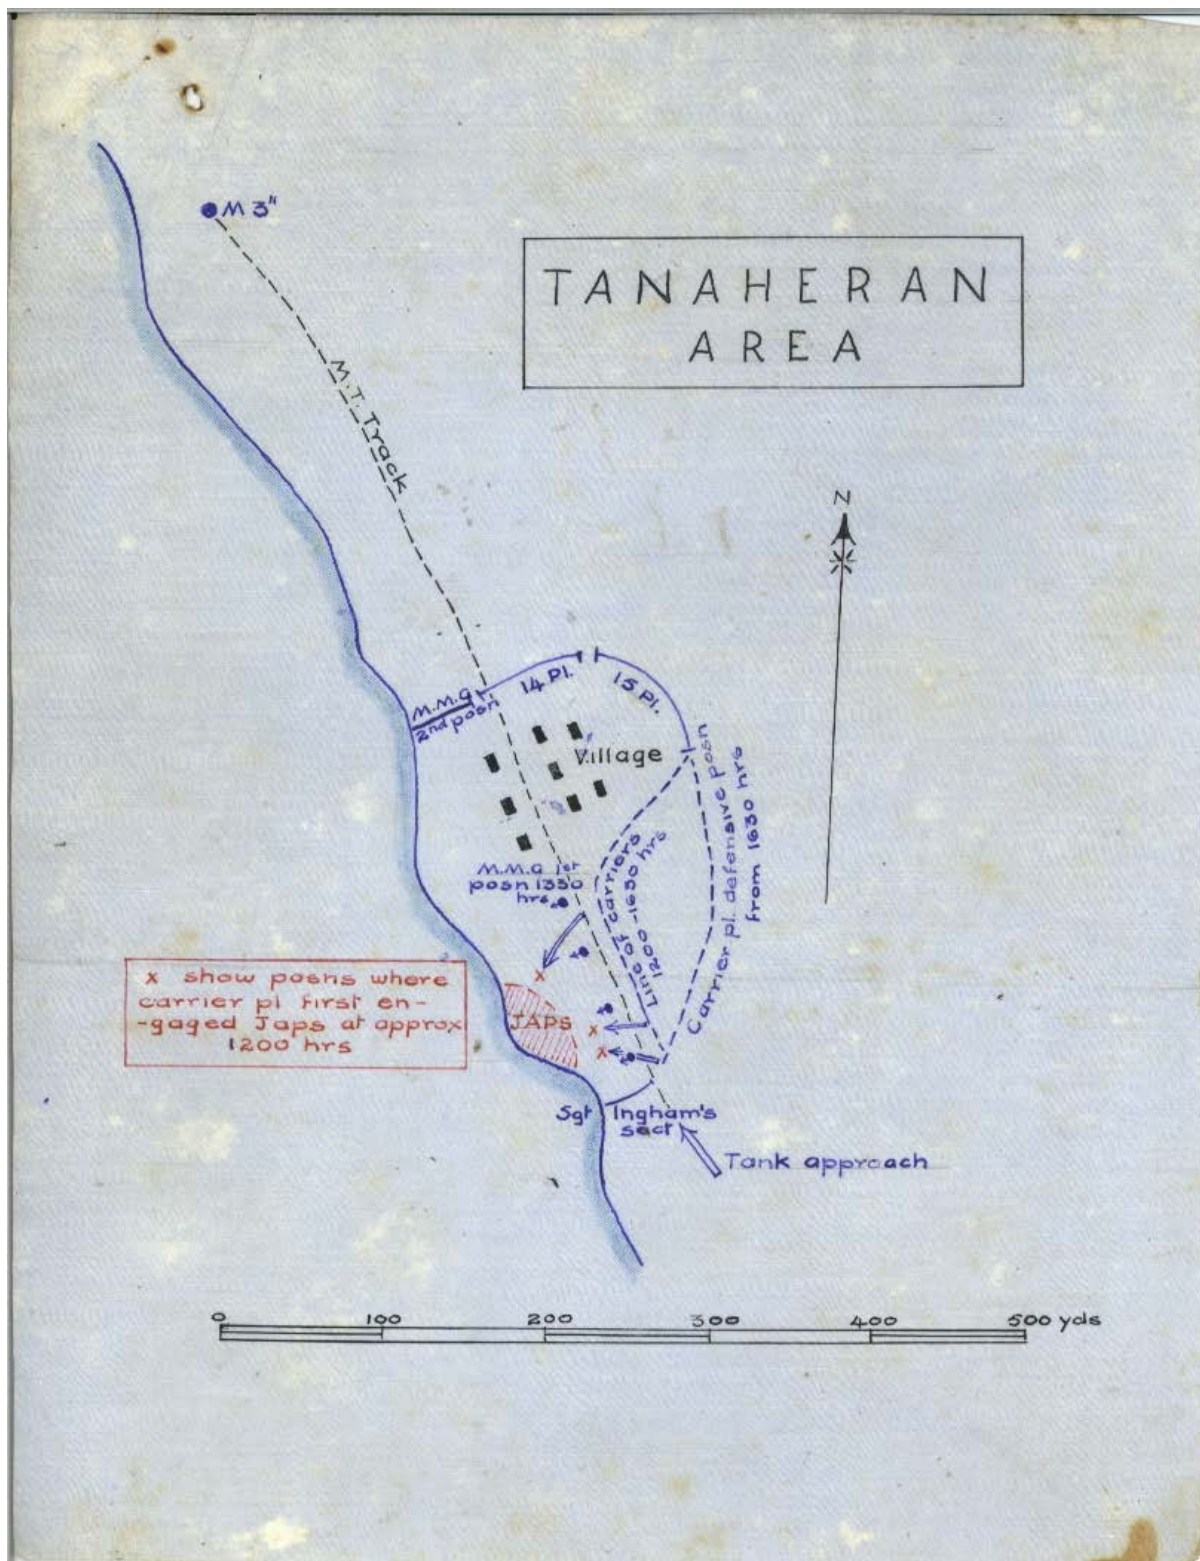 M 3"
TANAHERAN
AREA
M.T. Track
N
14 Pl.
15 Pl.
M.M.G
2nd posn
Village
M.M.G 1st
posn 1330
hrs.
Line of carriers
1200-1630 hrs
Carrier pl. defensive posn
from 1630 hrs
x show posns where
carrier pl first en-
-gaged Japs at approx
1200 hrs
x
JAPS
x
x
Sgt Ingham's
sect
Tank approach
0 100 200 300 400 500 yds